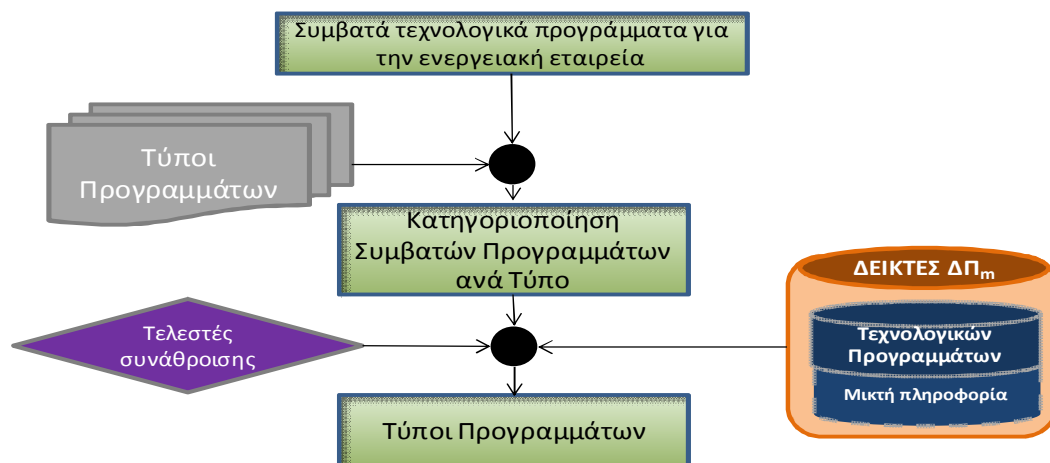 Συμβατά τεχνολογικά προγράμματα για
την ενεργειακή εταιρεία
Τύποι
Προγραμμάτων
Κατηγοριοποίηση
Συμβατών Προγραμμάτων
ανά Τύπο
ΔΕΙΚΤΕΣ ΔΠm
Τελεστές
συνάθροισης
Τεχνολογικών
Προγραμμάτων
Μικτή πληροφορία
Τύποι Προγραμμάτων